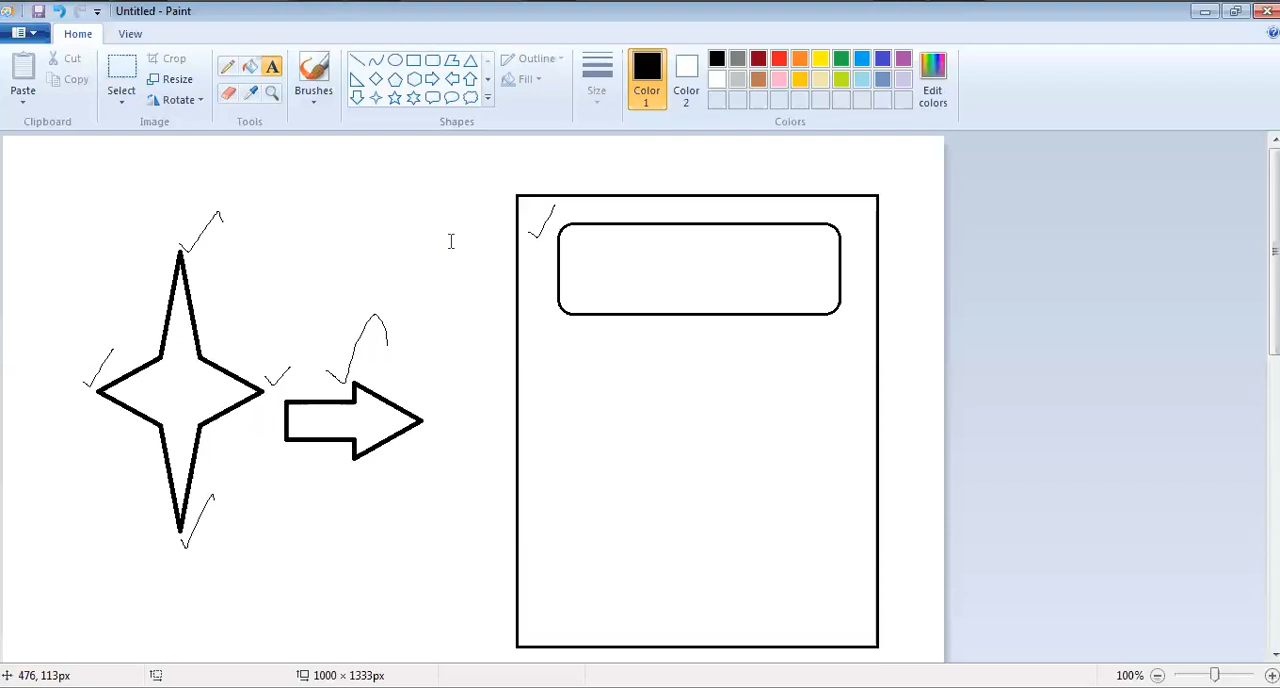 Untitled - Paint
Home View
Paste
Cut
Copy
Select
Crop
Resize
Rotate
A
Brushes
Outline
Fill
Size
Color 1
Color 2
Edit colors
Clipboard Image Tools Shapes Colors
476, 113px 1000 × 1333px 100%